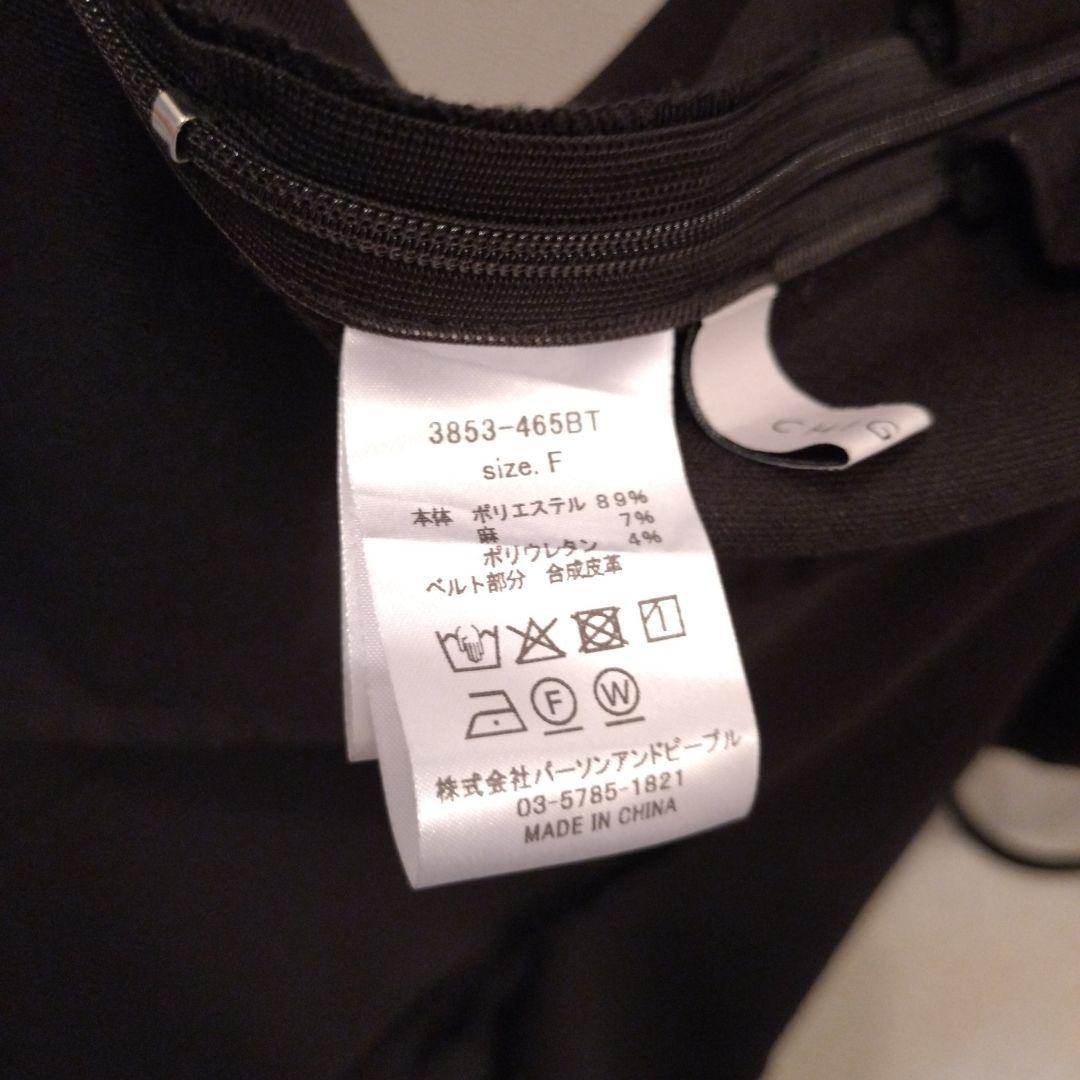 3853-465BT
size. F
本体 ポリエステル 89%
麻 7%
ポリウレタン 4%
ベルト部分 合成皮革
F W
株式会社パーソンアンドピープル
03-5785-1821
MADE IN CHINA